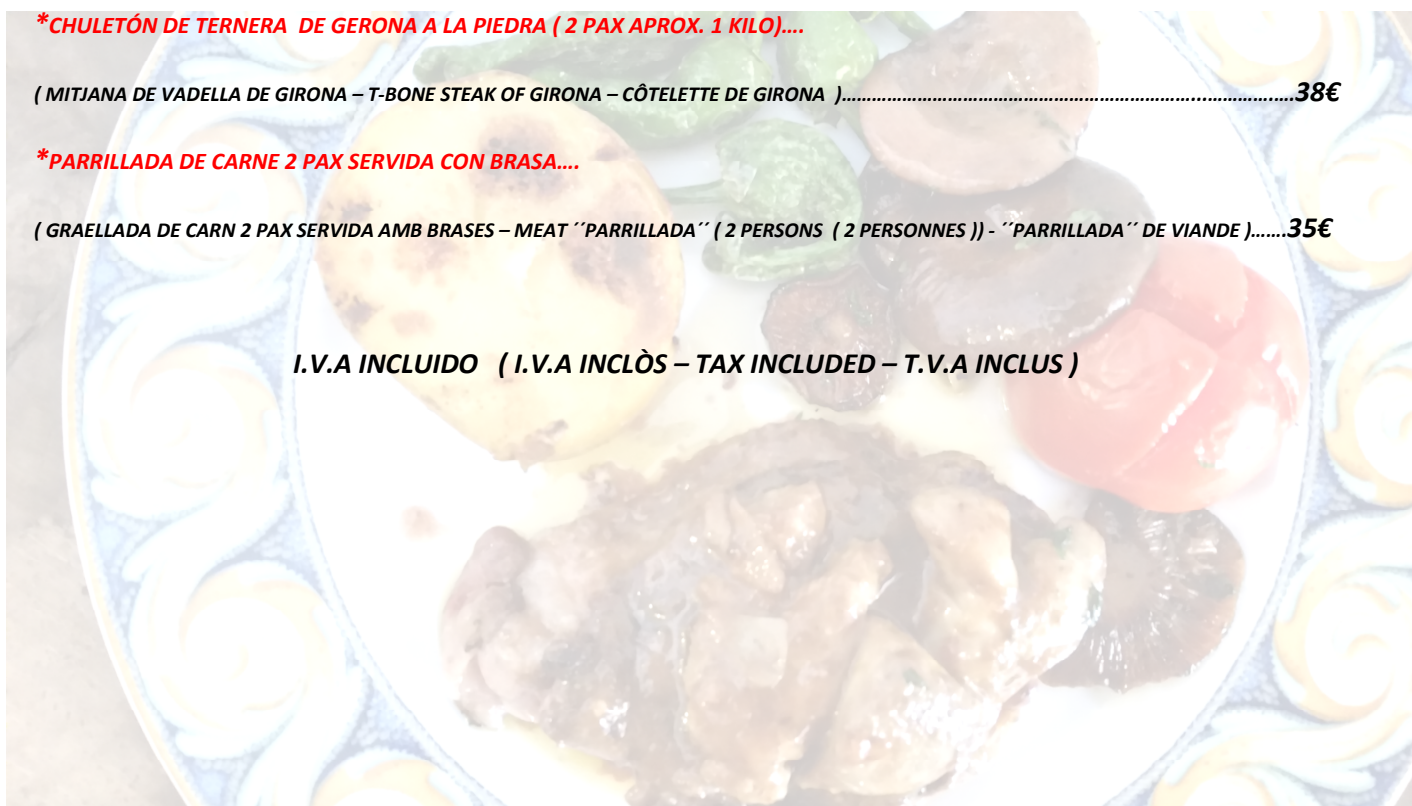 *CHULETÓN DE TERNERA DE GERONA A LA PIEDRA ( 2 PAX APROX. 1 KILO)....
( MITJANA DE VADELLA DE GIRONA – T-BONE STEAK OF GIRONA – CÔTELETTE DE GIRONA )..............................................................................................38€
*PARRILLADA DE CARNE 2 PAX SERVIDA CON BRASA....
( GRAELLADA DE CARN 2 PAX SERVIDA AMB BRASES – MEAT ´´PARRILLADA´´ ( 2 PERSONS ( 2 PERSONNES )) - ´´PARRILLADA´´ DE VIANDE ).......35€
I.V.A INCLUIDO ( I.V.A INCLÒS – TAX INCLUDED – T.V.A INCLUS )